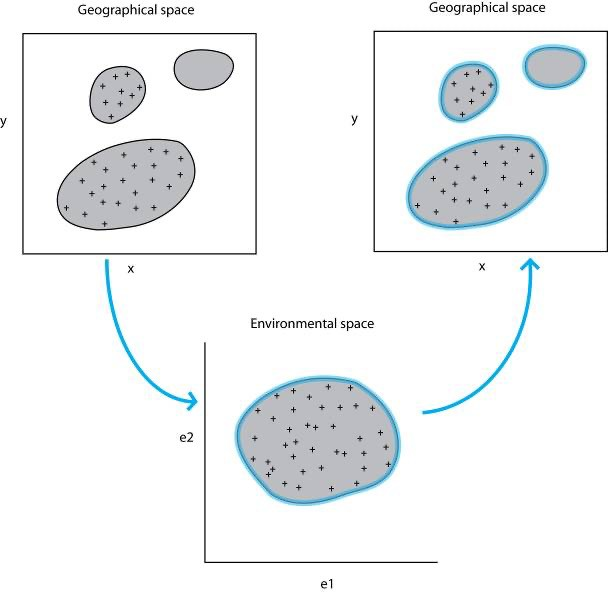 Geographical space
Geographical space
y
y
x
x
Environmental space
e2
e1